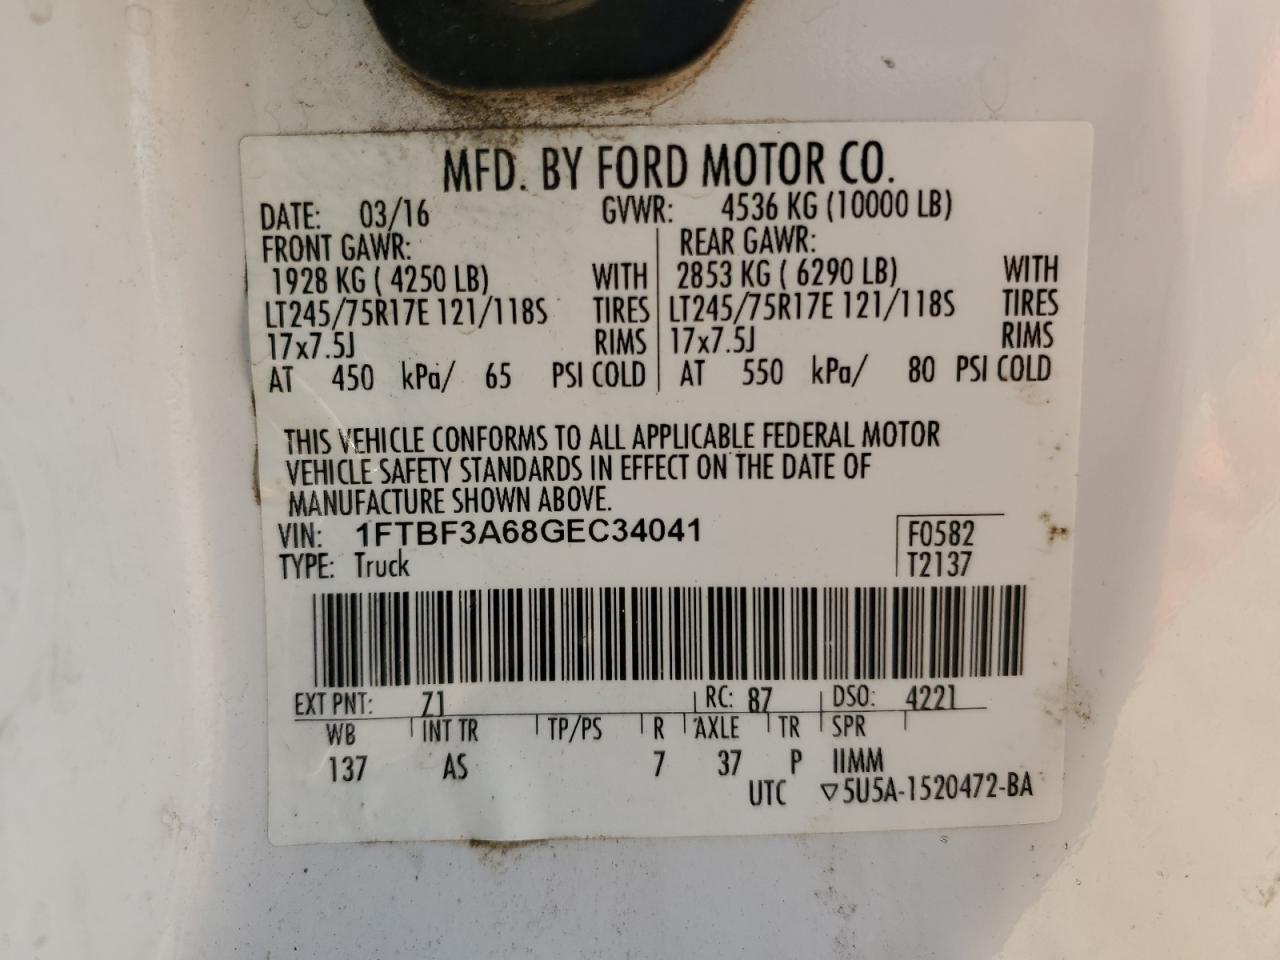 MFD. BY FORD MOTOR CO.
DATE: 03/16 GVWR: 4536 KG (10000 LB)
FRONT GAWR: REAR GAWR:
1928 KG ( 4250 LB) WITH 2853 KG ( 6290 LB) WITH
LT245/75R17E 121/118S TIRES LT245/75R17E 121/118S TIRES
17x7.5J RIMS 17x7.5J RIMS
AT 450 kPa/ 65 PSI COLD AT 550 kPa/ 80 PSI COLD
THIS VEHICLE CONFORMS TO ALL APPLICABLE FEDERAL MOTOR
VEHICLE SAFETY STANDARDS IN EFFECT ON THE DATE OF
MANUFACTURE SHOWN ABOVE.
VIN: 1FTBF3A68GEC34041 F0582
TYPE: Truck T2137
EXT PNT: Z1 RC: 87 DSO: 4221
WB INT TR TP/PS R AXLE TR SPR
137 AS 7 37 P IIMM
UTC ▽5U5A-1520472-BA